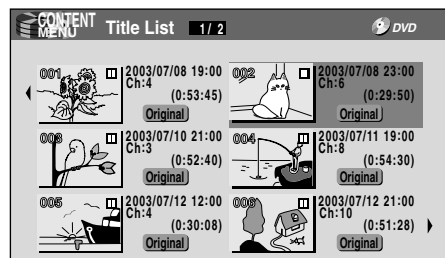 CONTENT MENU Title List 1/2 DVD
001 2003/07/08 19:00
Ch:4
(0:53:45)
Original
002 2003/07/08 23:00
Ch:6
(0:29:50)
Original
003 2003/07/10 21:00
Ch:3
(0:52:40)
Original
004 2003/07/11 19:00
Ch:8
(0:54:30)
Original
005 2003/07/12 12:00
Ch:4
(0:30:08)
Original
006 2003/07/12 21:00
Ch:10
(0:51:28)
Original